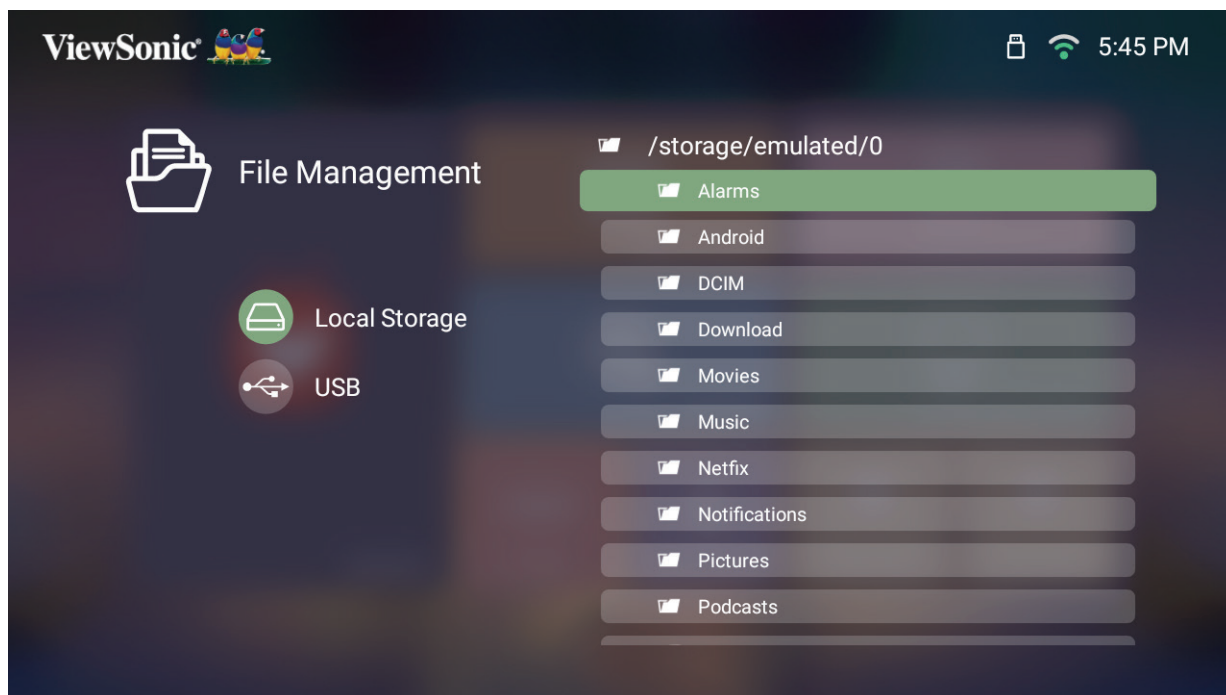 ViewSonic
5:45 PM
File Management
Local Storage
USB
/storage/emulated/0
Alarms
Android
DCIM
Download
Movies
Music
Netfix
Notifications
Pictures
Podcasts